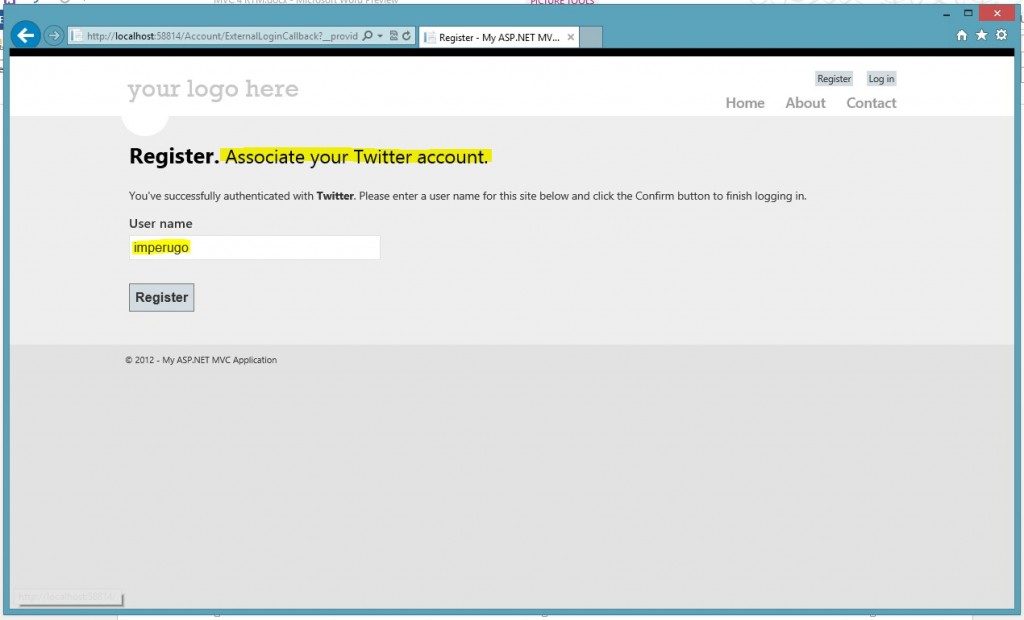 MVC 4 RTM.docx - Microsoft Word Preview
PICTURE TOOLS
http://localhost:58814/Account/ExternalLoginCallback?__provid
Register - My ASP.NET MV...
Register Log in
your logo here
Home About Contact
Register. Associate your Twitter account.
You've successfully authenticated with Twitter. Please enter a user name for this site below and click the Confirm button to finish logging in.
User name
imperugo
Register
© 2012 - My ASP.NET MVC Application